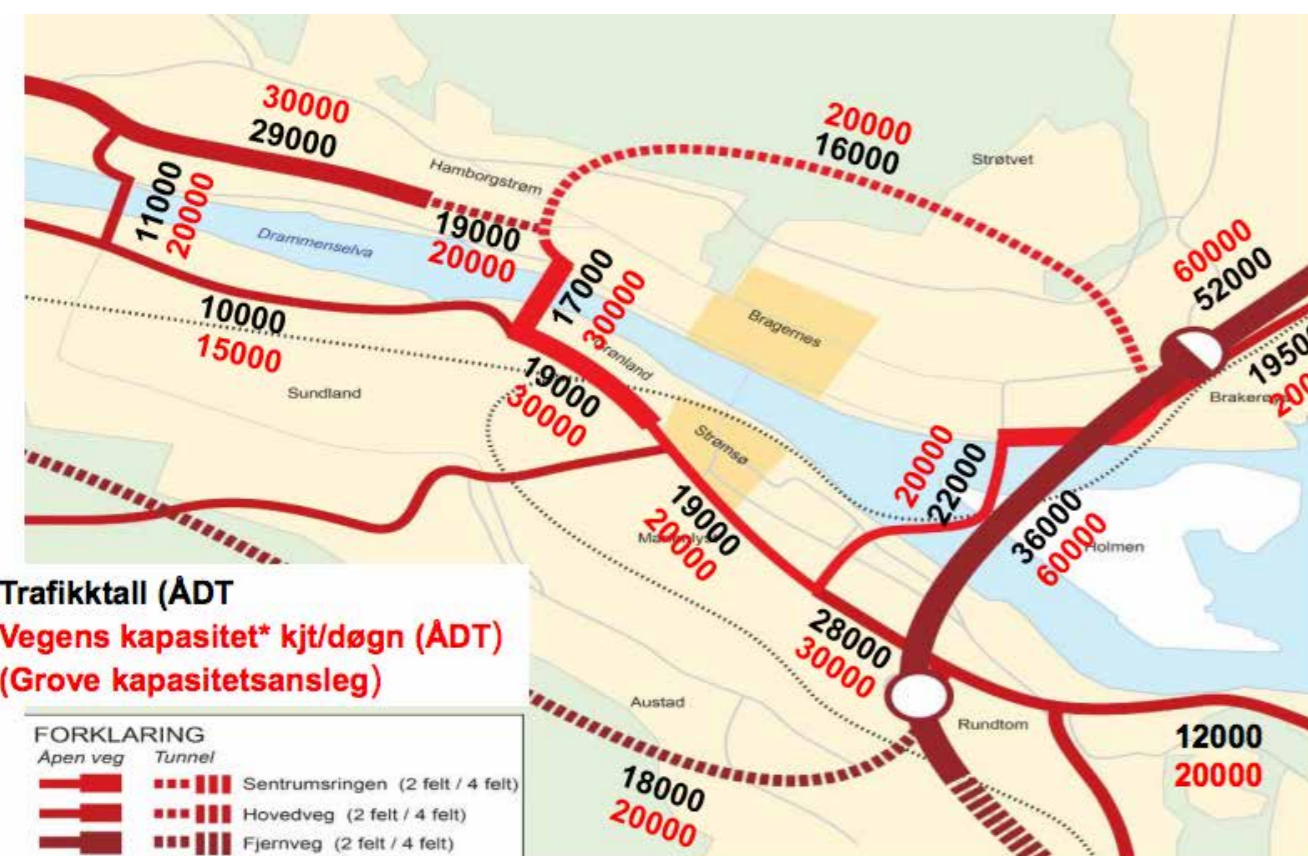 30000
29000
Hamborgstrøm
20000
16000
Strøtvet
60000
52000
11000
20000
Drammenselva
19000
20000
17000
30000
Bragernes
10000
15000
Sundland
Grønland
19000
30000
Strømsø
1950
Brakerøya
200
20000
22000
19000
20000
36000
60000
Holmen
28000
30000
Austad
Rundtom
12000
20000
18000
20000
Trafikktall (ÅDT
Vegens kapasitet* kjt/døgn (ÅDT)
(Grove kapasitetsansleg)
FORKLARING
Åpen veg Tunnel
Sentrumsringen (2 felt / 4 felt)
Hovedveg (2 felt / 4 felt)
Fjernveg (2 felt / 4 felt)